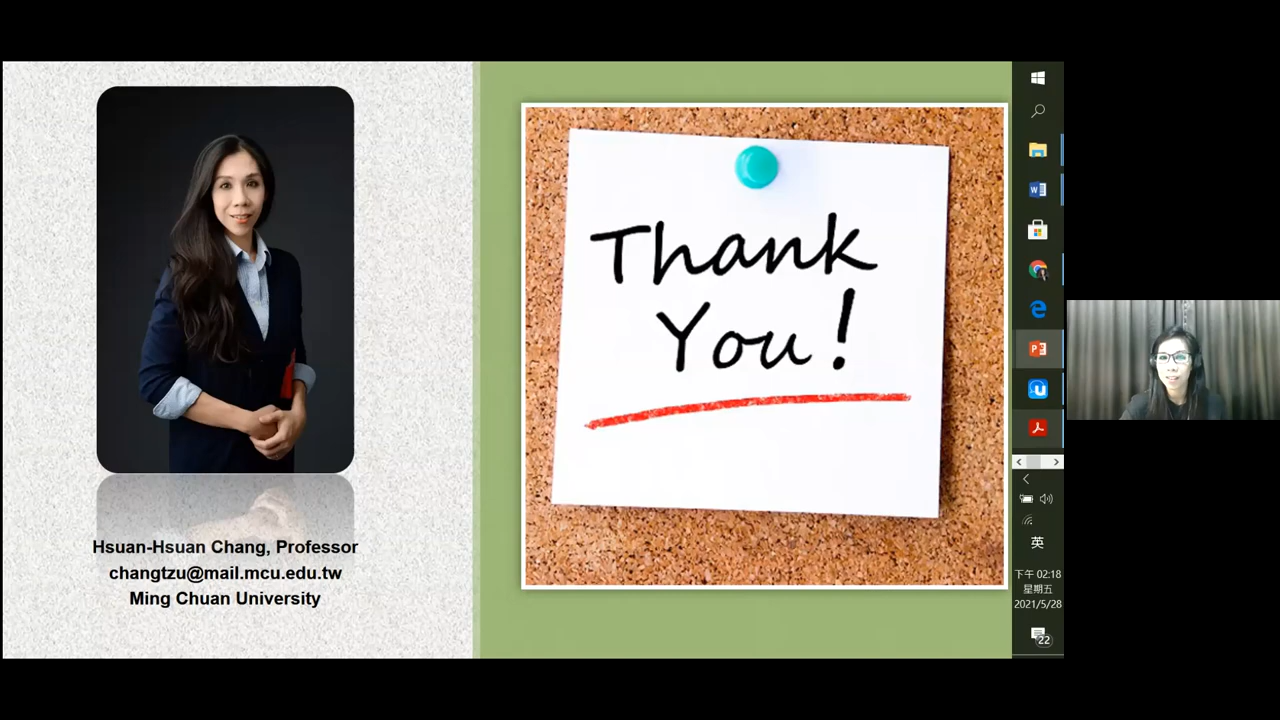 Thank
You!
Hsuan-Hsuan Chang, Professor
changtzu@mail.mcu.edu.tw
Ming Chuan University
英
下午 02:18
星期五
2021/5/28
22